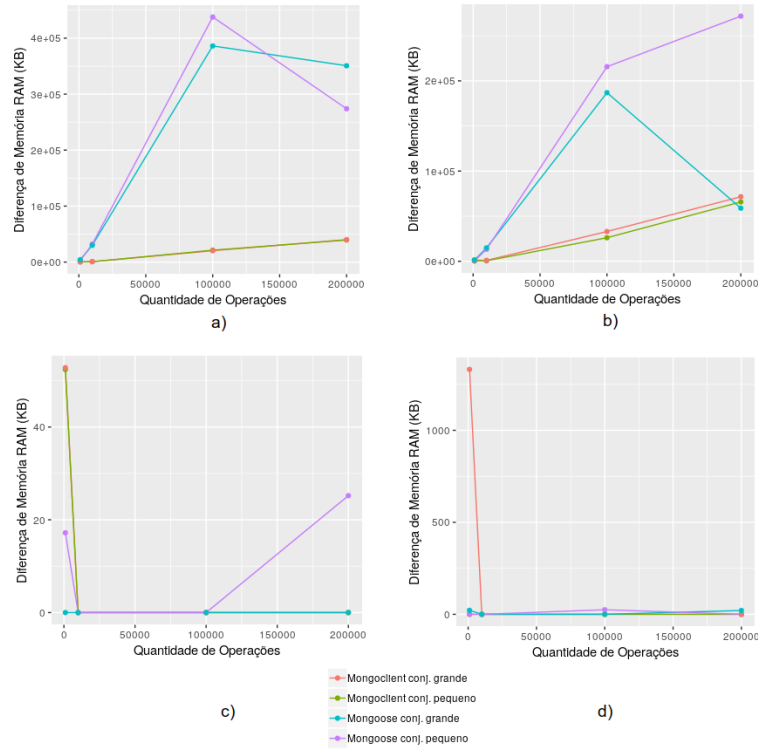 4e+05
3e+05
2e+05
1e+05
0e+00
Diferença de Memória RAM (KB)
0 50000 100000 150000 200000
Quantidade de Operações
a)
2e+05
1e+05
0e+00
Diferença de Memória RAM (KB)
0 50000 100000 150000 200000
Quantidade de Operações
b)
40
20
0
Diferença de Memória RAM (KB)
0 50000 100000 150000 200000
Quantidade de Operações
c)
1000
500
0
Diferença de Memória RAM (KB)
0 50000 100000 150000 200000
Quantidade de Operações
d)
Mongoclient conj. grande
Mongoclient conj. pequeno
Mongoose conj. grande
Mongoose conj. pequeno